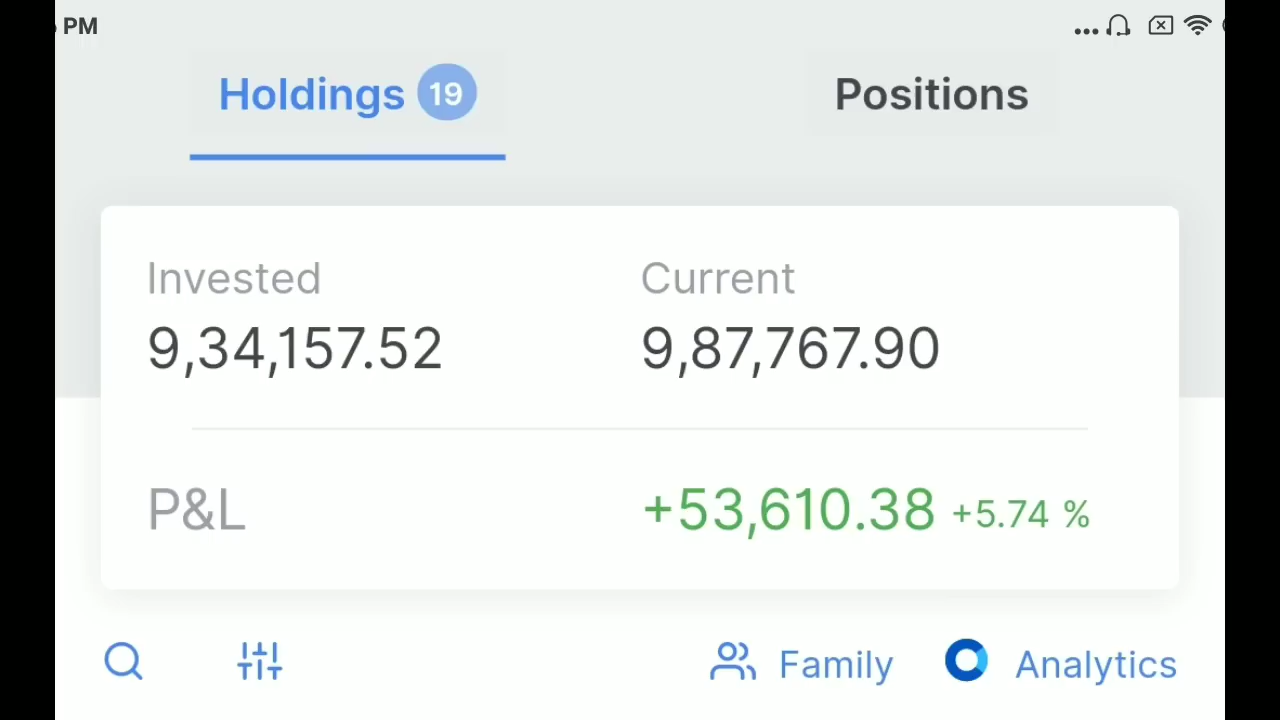 PM
Holdings 19 Positions
Invested Current
9,34,157.52 9,87,767.90
P&L +53,610.38 +5.74 %
Family Analytics